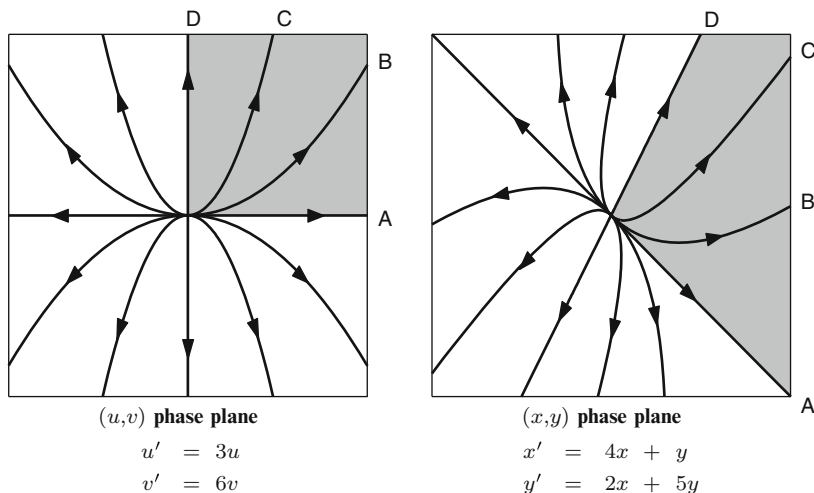 D C D
B C
A B
A
(u,v) phase plane (x,y) phase plane
u′ = 3u x′ = 4x + y
v′ = 6v y′ = 2x + 5y